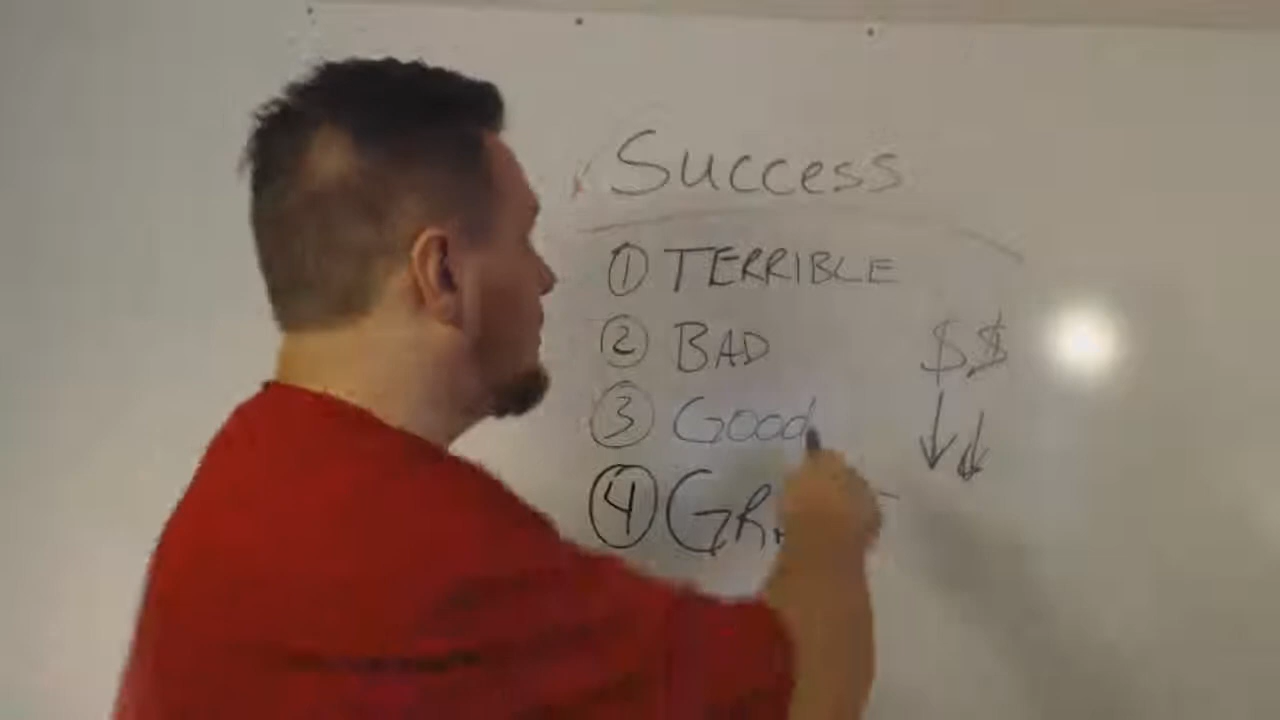 Success
① TERRIBLE
② BAD
$$
③ Good
④